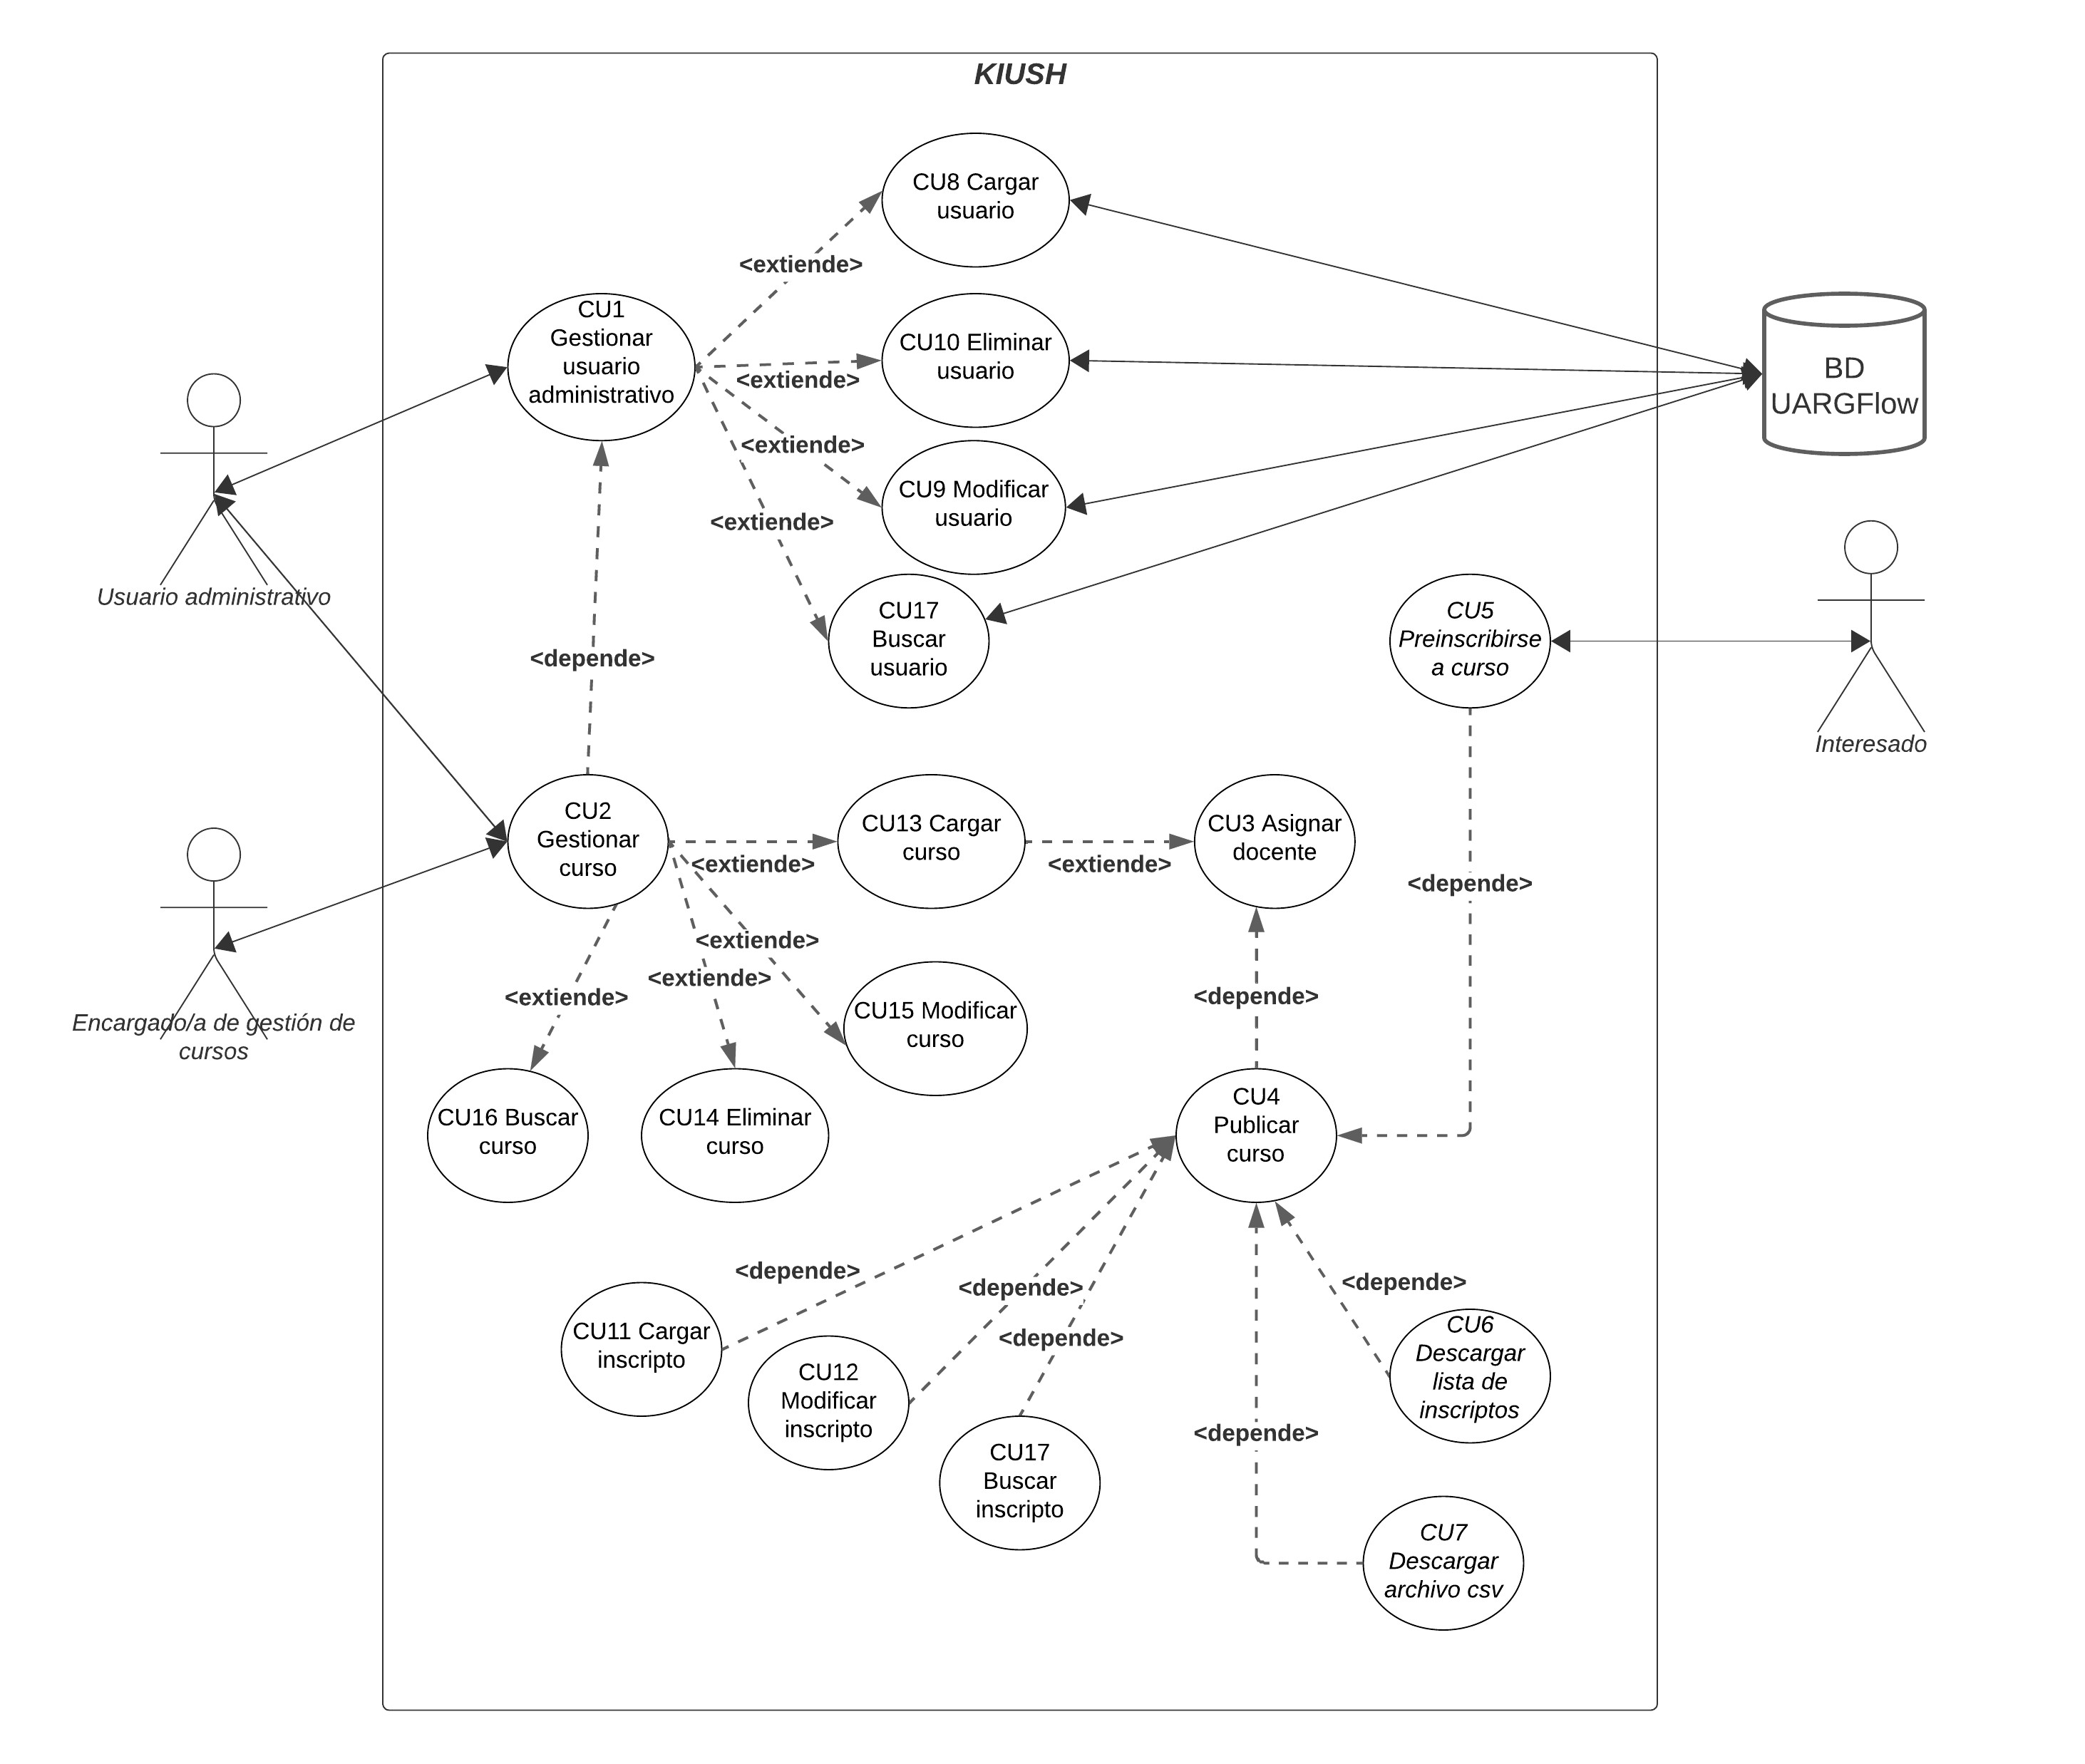 KIUSH
CU8 Cargar
usuario
<extiende>
CU1
Gestionar
usuario
administrativo
CU10 Eliminar
usuario
<extiende>
BD
UARGFlow
<extiende>
CU9 Modificar
usuario
<extiende>
Usuario administrativo
CU17
Buscar
usuario
CU5
Preinscribirse
a curso
<depende>
Interesado
CU2
Gestionar
curso
CU13 Cargar
curso
CU3 Asignar
docente
<extiende>
<extiende>
<depende>
<extiende>
<extiende>
<extiende>
<depende>
Encargado/a de gestión de
cursos
CU15 Modificar
curso
CU16 Buscar
curso
CU14 Eliminar
curso
CU4
Publicar
curso
<depende>
<depende>
<depende>
<depende>
CU11 Cargar
inscripto
CU12
Modificar
inscripto
CU6
Descargar
lista de
inscriptos
<depende>
CU17
Buscar
inscripto
CU7
Descargar
archivo csv